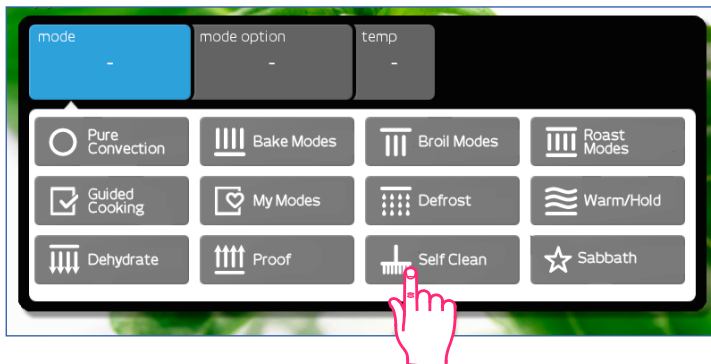 mode
mode option
temp
-
-
-
Pure
Convection
Bake Modes
Broil Modes
Roast
Modes
Guided
Cooking
My Modes
Defrost
Warm/Hold
Dehydrate
Proof
Self Clean
Sabbath